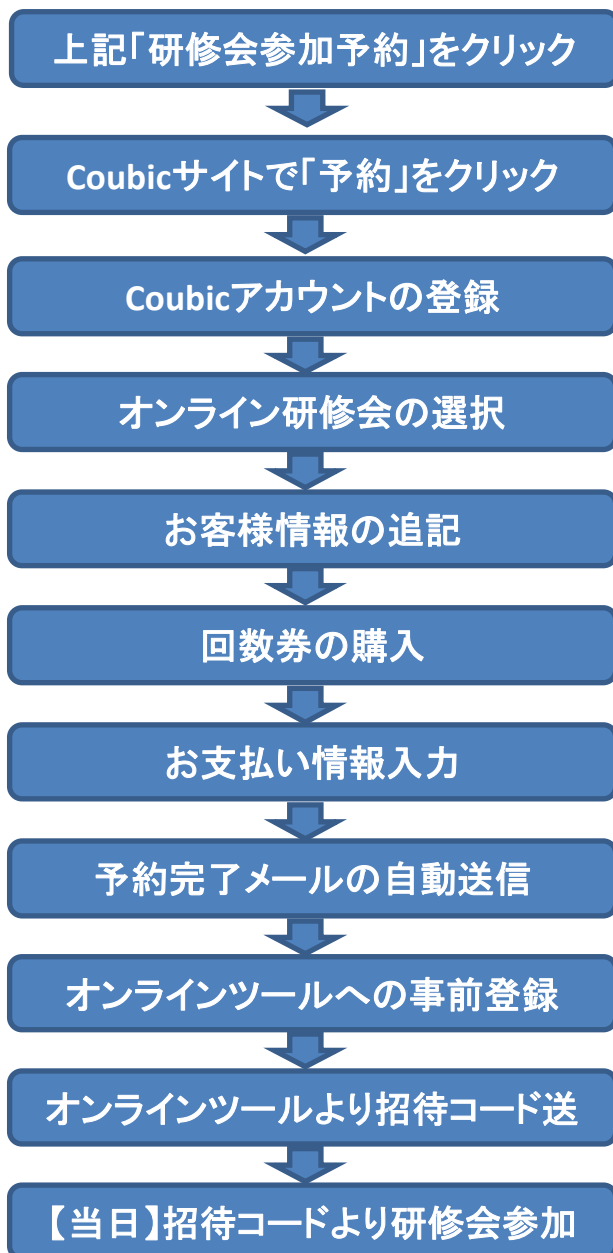 上記「研修会参加予約」をクリック
Coubicサイトで「予約」をクリック
Coubicアカウントの登録
オンライン研修会の選択
お客様情報の追記
回数券の購入
お支払い情報入力
予約完了メールの自動送信
オンラインツールへの事前登録
オンラインツールより招待コード送
【当日】招待コードより研修会参加